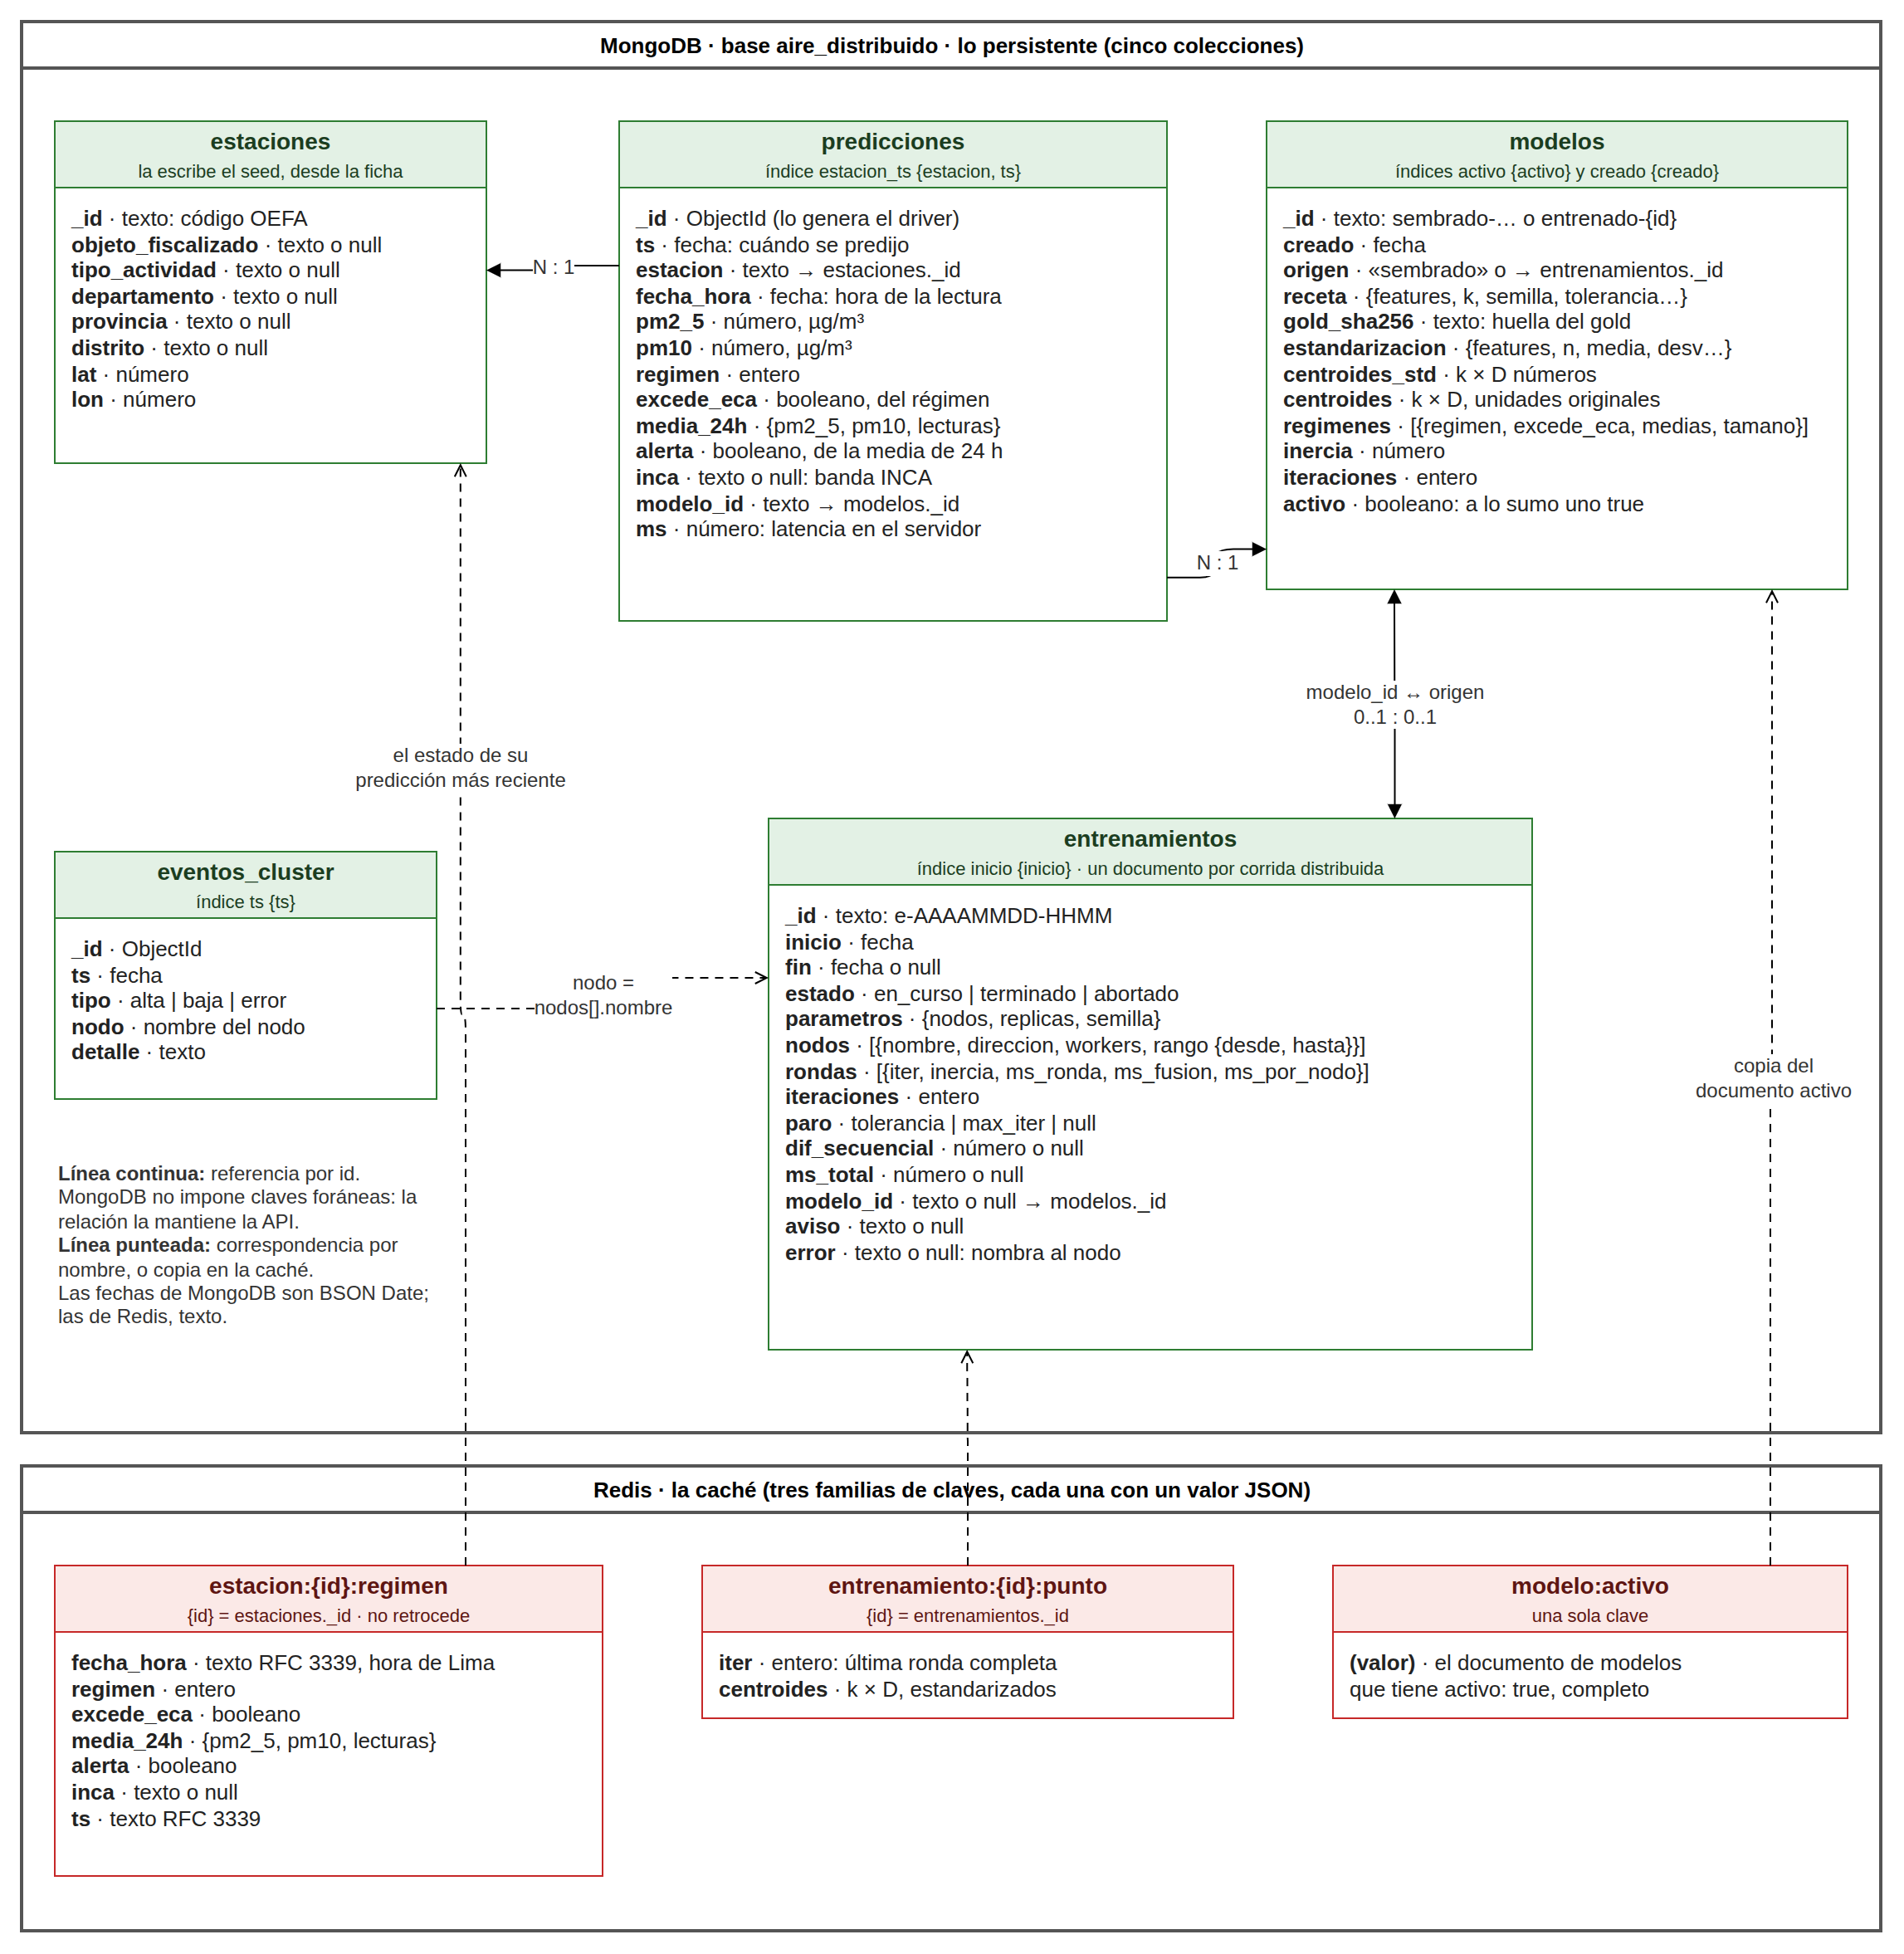 MongoDB · base aire_distribuido · lo persistente (cinco colecciones)
estaciones
la escribe el seed, desde la ficha
_id · texto: código OEFA
objeto_fiscalizado · texto o null
tipo_actividad · texto o null
departamento · texto o null
provincia · texto o null
distrito · texto o null
lat · número
lon · número
N : 1
predicciones
índice estacion_ts {estacion, ts}
_id · ObjectId (lo genera el driver)
ts · fecha: cuándo se predijo
estacion · texto → estaciones._id
fecha_hora · fecha: hora de la lectura
pm2_5 · número, µg/m³
pm10 · número, µg/m³
regimen · entero
excede_eca · booleano, del régimen
media_24h · {pm2_5, pm10, lecturas}
alerta · booleano, de la media de 24 h
inca · texto o null: banda INCA
modelo_id · texto → modelos._id
ms · número: latencia en el servidor
N : 1
modelos
índices activo {activo} y creado {creado}
_id · texto: sembrado-… o entrenado-{id}
creado · fecha
origen · «sembrado» o → entrenamientos._id
receta · {features, k, semilla, tolerancia…}
gold_sha256 · texto: huella del gold
estandarizacion · {features, n, media, desv…}
centroides_std · k × D números
centroides · k × D, unidades originales
regimenes · [{regimen, excede_eca, medias, tamano}]
inercia · número
iteraciones · entero
activo · booleano: a lo sumo uno true
modelo_id ↔ origen
0..1 : 0..1
el estado de su
predicción más reciente
eventos_cluster
índice ts {ts}
_id · ObjectId
ts · fecha
tipo · alta | baja | error
nodo · nombre del nodo
detalle · texto
nodo =
nodos[].nombre
entrenamientos
índice inicio {inicio} · un documento por corrida distribuida
_id · texto: e-AAAAMMDD-HHMM
inicio · fecha
fin · fecha o null
estado · en_curso | terminado | abortado
parametros · {nodos, replicas, semilla}
nodos · [{nombre, direccion, workers, rango {desde, hasta}}]
rondas · [{iter, inercia, ms_ronda, ms_fusion, ms_por_nodo}]
iteraciones · entero
paro · tolerancia | max_iter | null
dif_secuencial · número o null
ms_total · número o null
modelo_id · texto o null → modelos._id
aviso · texto o null
error · texto o null: nombra al nodo
copia del
documento activo
Línea continua: referencia por id.
MongoDB no impone claves foráneas: la
relación la mantiene la API.
Línea punteada: correspondencia por
nombre, o copia en la caché.
Las fechas de MongoDB son BSON Date;
las de Redis, texto.
Redis · la caché (tres familias de claves, cada una con un valor JSON)
estacion:{id}:regimen
{id} = estaciones._id · no retrocede
fecha_hora · texto RFC 3339, hora de Lima
regimen · entero
excede_eca · booleano
media_24h · {pm2_5, pm10, lecturas}
alerta · booleano
inca · texto o null
ts · texto RFC 3339
entrenamiento:{id}:punto
{id} = entrenamientos._id
iter · entero: última ronda completa
centroides · k × D, estandarizados
modelo:activo
una sola clave
(valor) · el documento de modelos
que tiene activo: true, completo